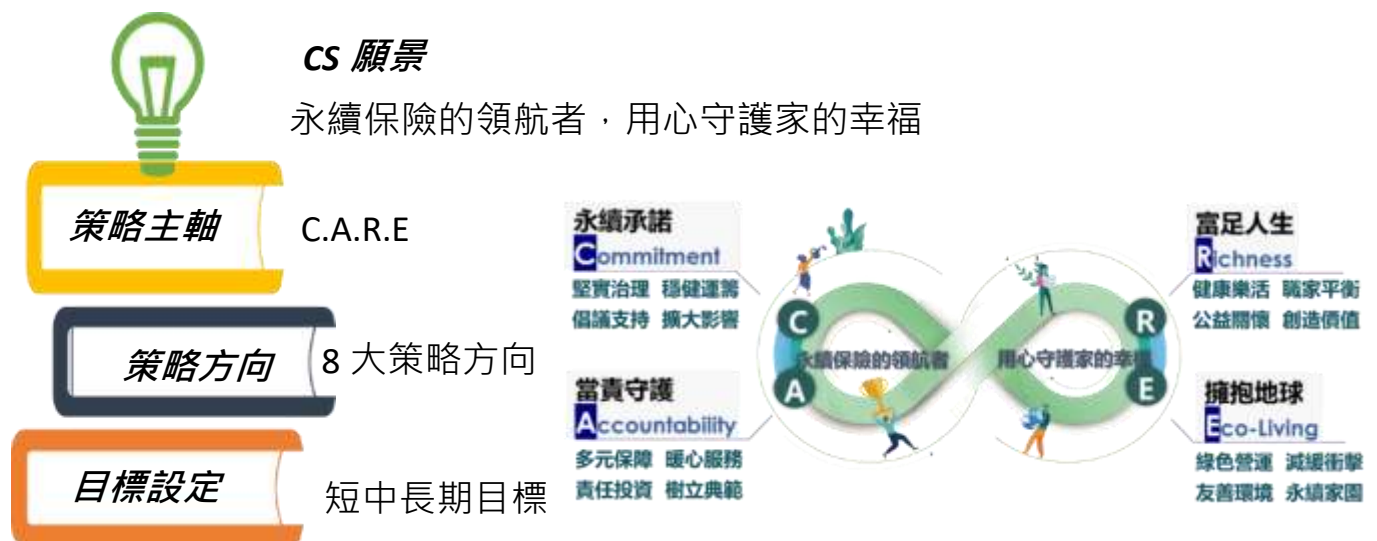 CS 願景
永續保險的領航者，用心守護家的幸福
策略主軸
C.A.R.E
策略方向
8 大策略方向
目標設定
短中長期目標
永續承諾
Commitment
堅實治理 穩健運籌
倡議支持 擴大影響
當責守護
Accountability
多元保障 暖心服務
責任投資 樹立典範
C
A
永續保險的領航者
用心守護家的幸福
R
E
富足人生
Richness
健康樂活 職家平衡
公益關懷 創造價值
擁抱地球
Eco-Living
綠色營運 減緩衝擊
友善環境 永續家園